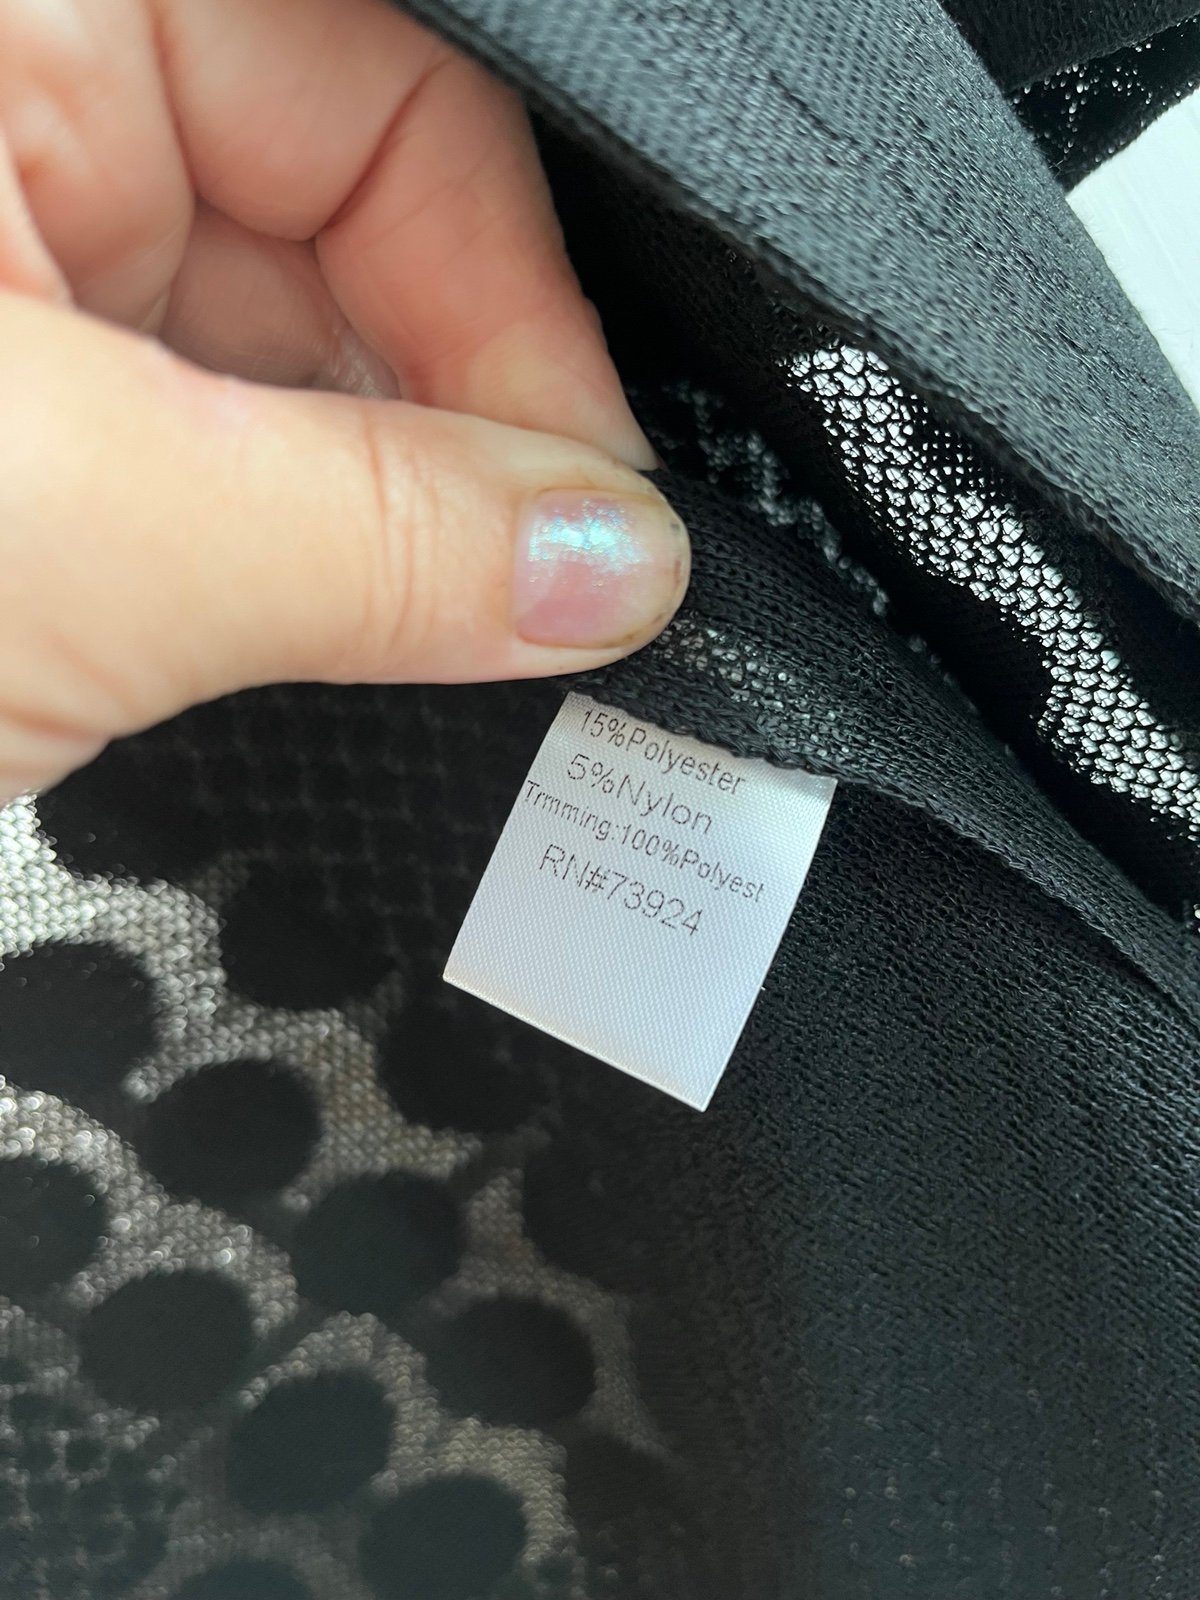 15%Polyester
5%Nylon
Trmming:100%Polyest
RN#73924